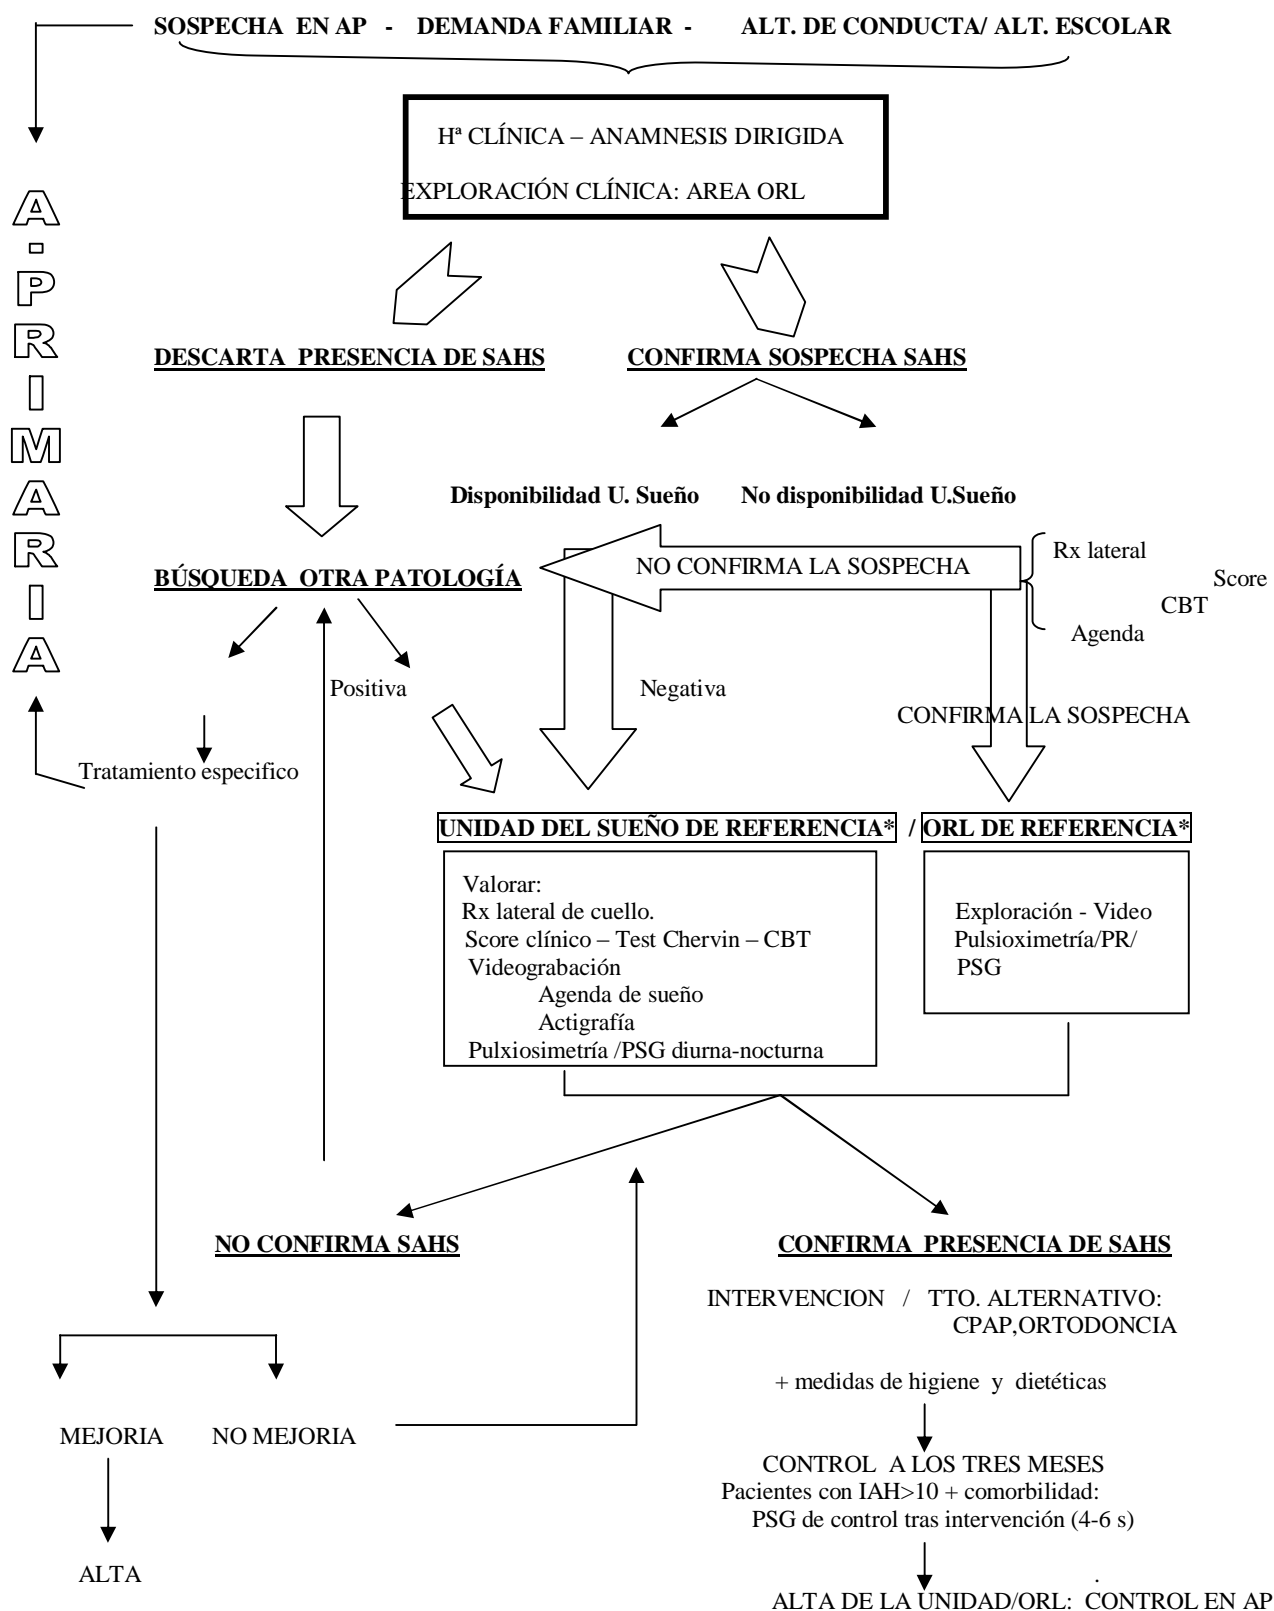 SOSPECHA EN AP - DEMANDA FAMILIAR - ALT. DE CONDUCTA/ ALT. ESCOLAR
Hª CLÍNICA – ANAMNESIS DIRIGIDA
EXPLORACIÓN CLÍNICA: AREA ORL
A.PRIMARIA
DESCARTA PRESENCIA DE SAHS
CONFIRMA SOSPECHA SAHS
Disponibilidad U. Sueño
No disponibilidad U.Sueño
BÚSQUEDA OTRA PATOLOGÍA
NO CONFIRMA LA SOSPECHA
Rx lateral
Score
CBT
Agenda
Positiva
Negativa
CONFIRMA LA SOSPECHA
Tratamiento especifico
UNIDAD DEL SUEÑO DE REFERENCIA* / ORL DE REFERENCIA*
Valorar:
Rx lateral de cuello.
Score clínico – Test Chervin – CBT
Videograbación
Agenda de sueño
Actigrafía
Pulxiosimetría /PSG diurna-nocturna
Exploración - Video
Pulsioximetría/PR/
PSG
NO CONFIRMA SAHS
CONFIRMA PRESENCIA DE SAHS
INTERVENCION / TTO. ALTERNATIVO:
CPAP,ORTODONCIA
+ medidas de higiene y dietéticas
MEJORIA
NO MEJORIA
CONTROL A LOS TRES MESES
Pacientes con IAH>10 + comorbilidad:
PSG de control tras intervención (4-6 s)
ALTA
.
ALTA DE LA UNIDAD/ORL: CONTROL EN AP